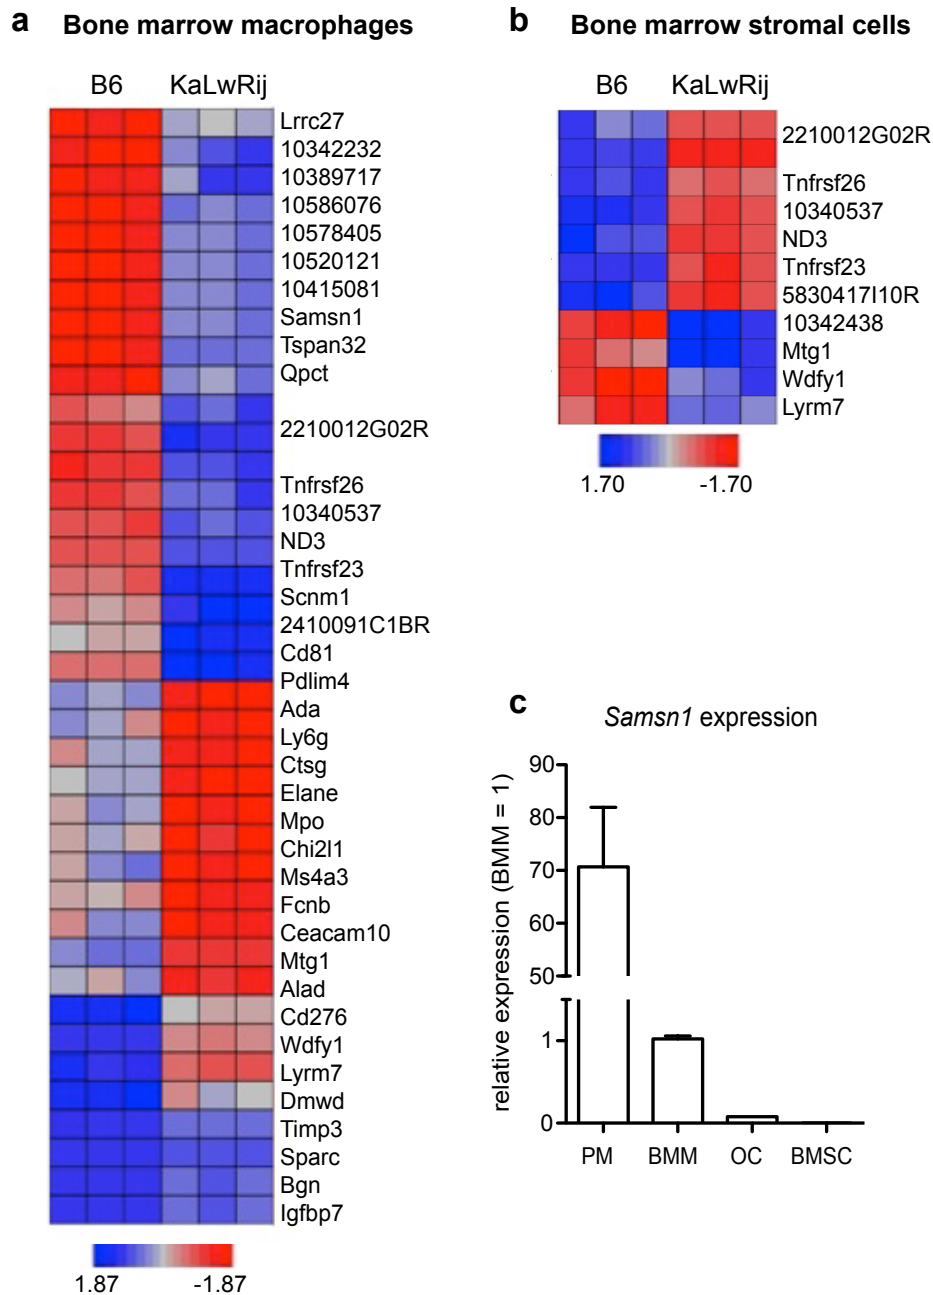 a Bone marrow macrophages
B6 KaLwRij
Lrrc27
10342232
10389717
10586076
10578405
10520121
10415081
Samsn1
Tspan32
Qpct
2210012G02R
Tnfrsf26
10340537
ND3
Tnfrsf23
Scnm1
2410091C1BR
Cd81
Pdlim4
Ada
Ly6g
Ctsg
Elane
Mpo
Chi2l1
Ms4a3
Fcnb
Ceacam10
Mtg1
Alad
Cd276
Wdfy1
Lyrm7
Dmwd
Timp3
Sparc
Bgn
Igfbp7
1.87 -1.87
b Bone marrow stromal cells
B6 KaLwRij
2210012G02R
Tnfrsf26
10340537
ND3
Tnfrsf23
5830417I10R
10342438
Mtg1
Wdfy1
Lyrm7
1.70 -1.70
c Samsn1 expression
relative expression (BMM = 1)
90
80
70
60
50
1
0
PM BMM OC BMSC